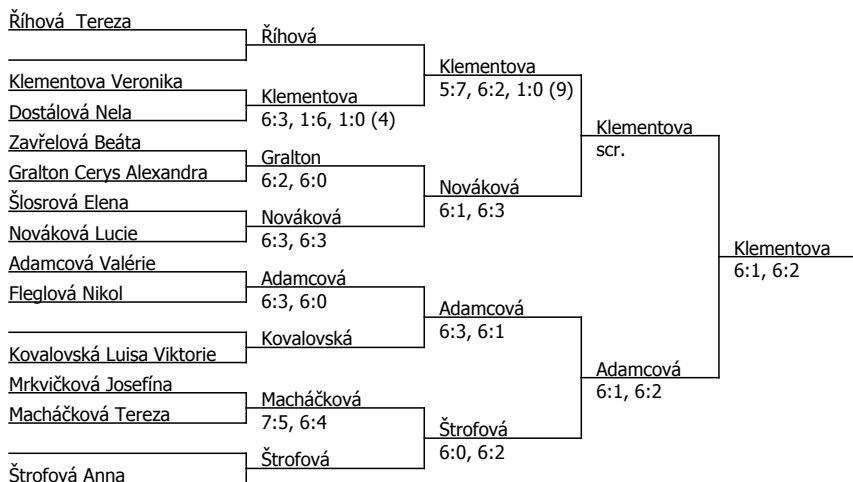 Říhová  Tereza
Říhová
Klementova
5:7, 6:2, 1:0 (9)
Klementova Veronika
Klementova
6:3, 1:6, 1:0 (4)
Dostálová Nela
Klementova
scr.
Zavřelová Beáta
Gralton
6:2, 6:0
Gralton Cerys Alexandra
Nováková
6:1, 6:3
Šlosrová Elena
Nováková
6:3, 6:3
Nováková Lucie
Klementova
6:1, 6:2
Adamcová Valérie
Adamcová
6:3, 6:0
Fleglová Nikol
Adamcová
6:3, 6:1
Kovalovská
Kovalovská Luisa Viktorie
Adamcová
6:1, 6:2
Mrkvičková Josefína
Macháčková
7:5, 6:4
Macháčková Tereza
Štrofová
6:0, 6:2
Štrofová
Štrofová Anna